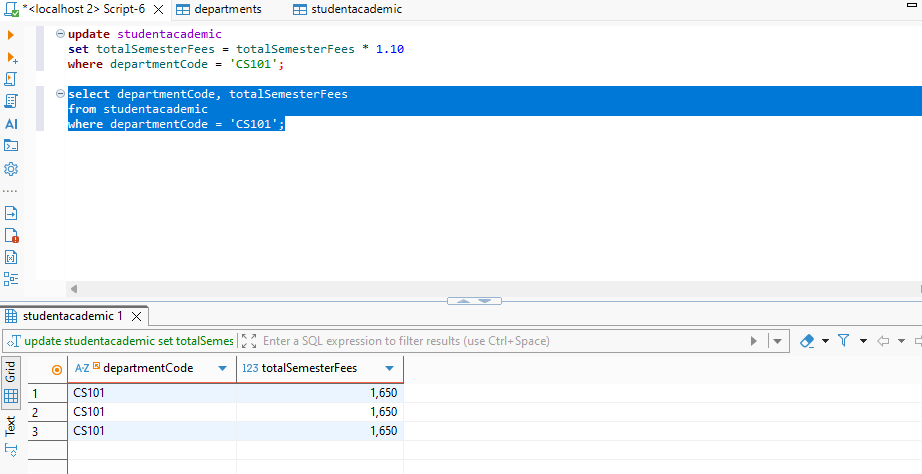 *<localhost 2> Script-6
departments
studentacademic
update studentacademic
set totalSemesterFees = totalSemesterFees * 1.10
where departmentCode = 'CS101';
select departmentCode, totalSemesterFees
from studentacademic
where departmentCode = 'CS101';
AI
studentacademic 1
update studentacademic set totalSemes
Enter a SQL expression to filter results (use Ctrl+Space)
Grid
Text
A-Z departmentCode
123 totalSemesterFees
1 CS101 1,650
2 CS101 1,650
3 CS101 1,650